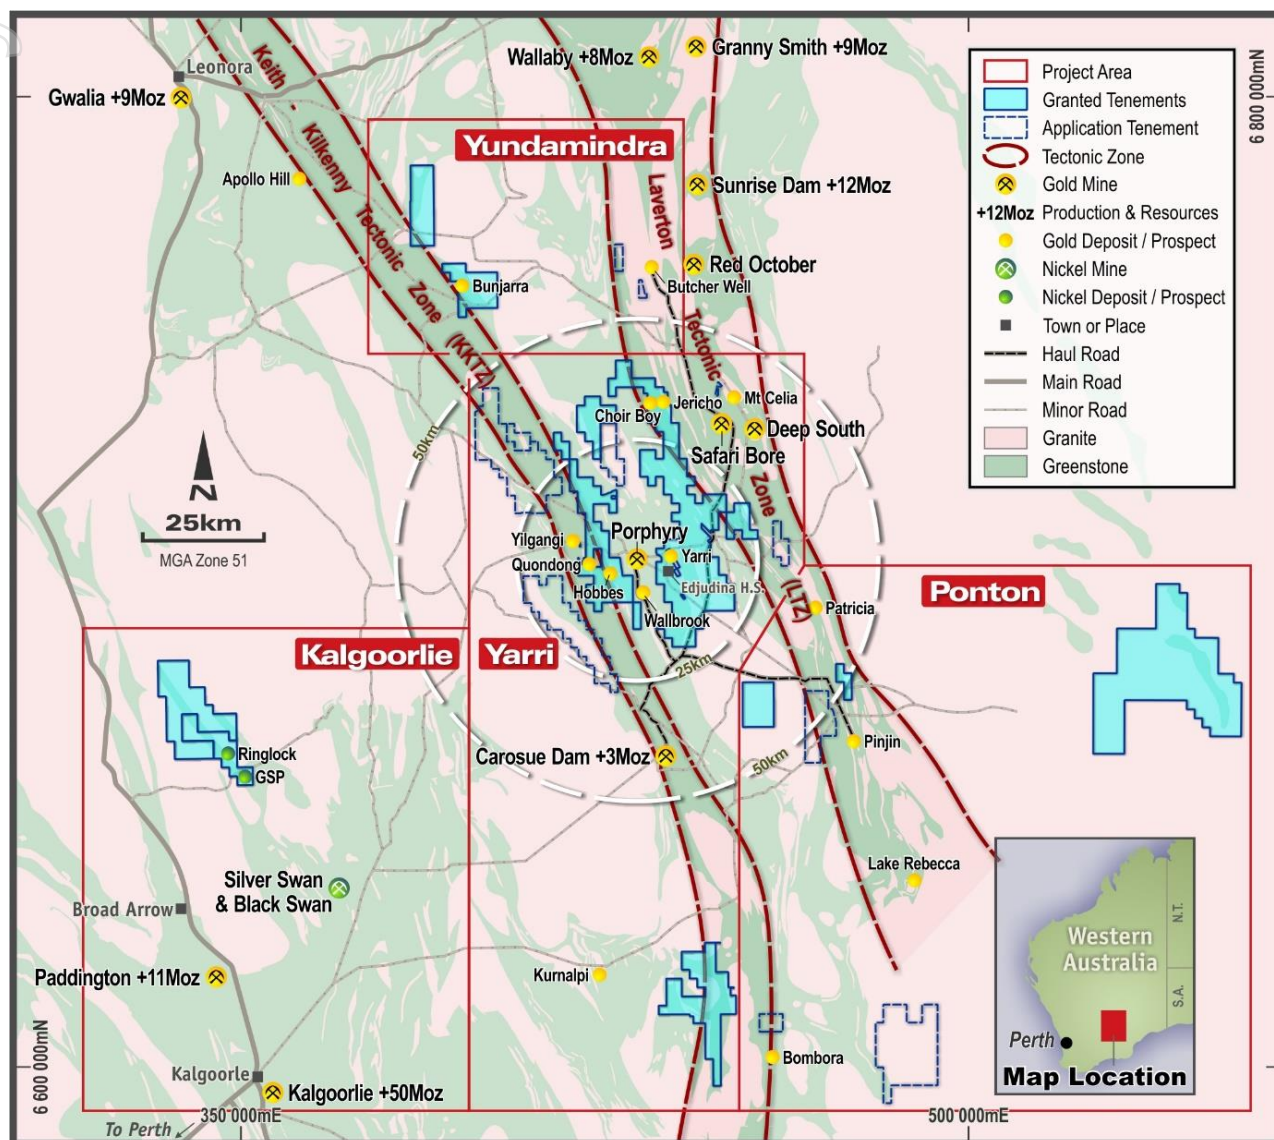 Leonora
Gwalia +9Moz
Keith - Kilkenny Tectonic Zone (KKTZ)
Apollo Hill
Wallaby +8Moz
Granny Smith +9Moz
Yundamindra
Laverton Tectonic Zone (LTZ)
Sunrise Dam +12Moz
Red October
Butcher Well
Bunjarra
Project Area
Granted Tenements
Application Tenement
Tectonic Zone
Gold Mine
+12Moz Production & Resources
Gold Deposit / Prospect
Nickel Mine
Nickel Deposit / Prospect
Town or Place
Haul Road
Main Road
Minor Road
Granite
Greenstone
6 800 000mN
Jericho
Mt Celia
Choir Boy
Deep South
Safari Bore
50km
N
25km
MGA Zone 51
Porphyry
Yilgangi
Yarri
Quondong
Edjudina H.S.
Hobbes
Wallbrook
Patricia
Ponton
Kalgoorlie
Yarri
25km
Ringlock
GSP
Carosue Dam +3Moz
50km
Pinjin
Lake Rebecca
Silver Swan
& Black Swan
Broad Arrow
Paddington +11Moz
Kurnalpi
Bombora
Western
Australia
N.T.
S.A.
Perth
Map Location
6 600 000mN
Kalgoorle
Kalgoorlie +50Moz
350 000mE
500 000mE
To Perth